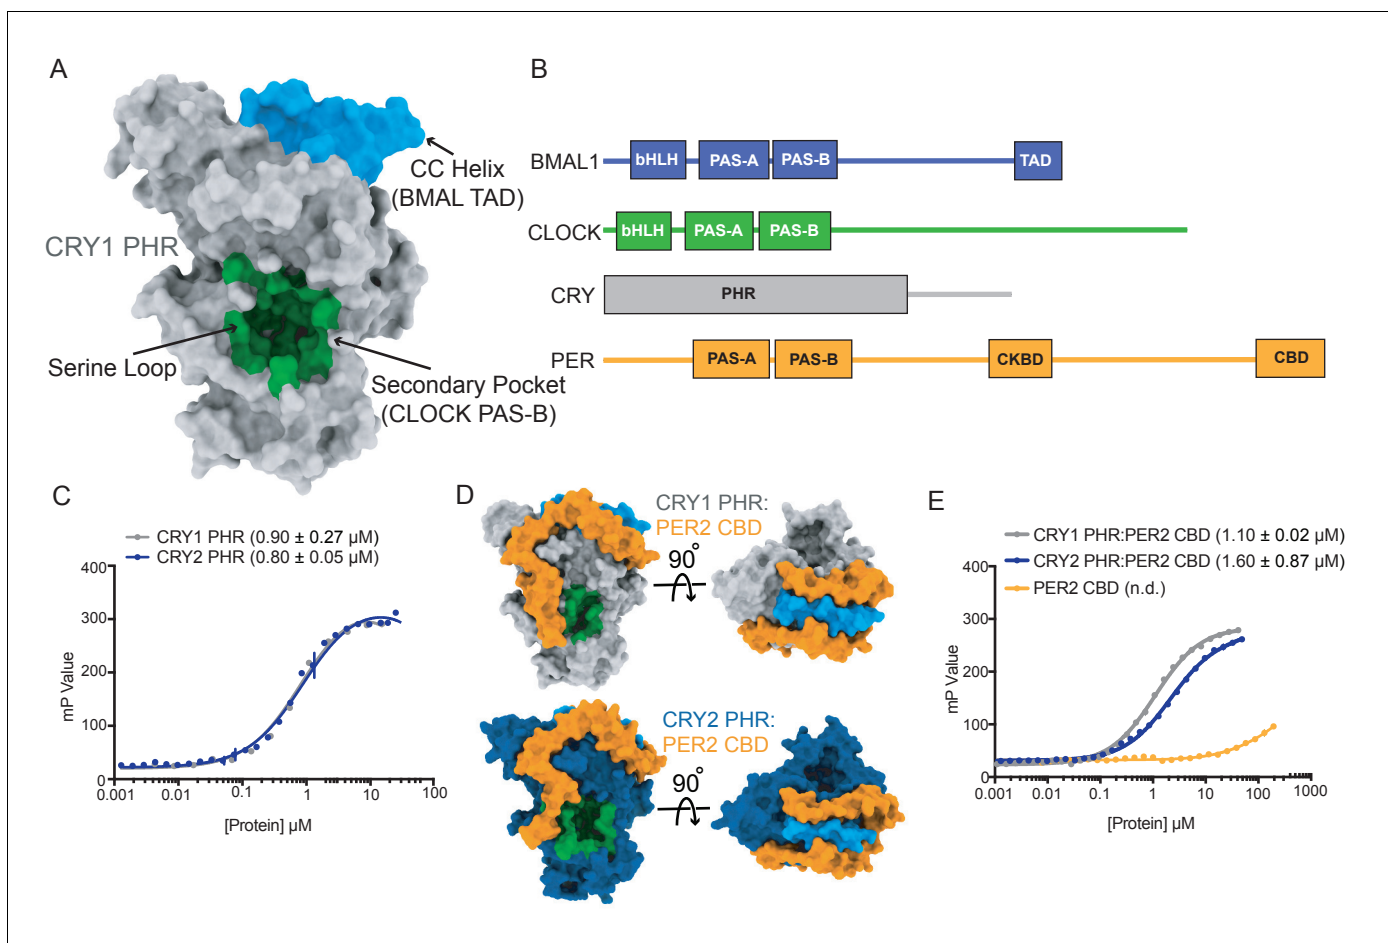 A
CC Helix
(BMAL TAD)
CRY1 PHR
Serine Loop
Secondary Pocket
(CLOCK PAS-B)
B
BMAL1 bHLH PAS-A PAS-B TAD
CLOCK bHLH PAS-A PAS-B
CRY PHR
PER PAS-A PAS-B CKBD CBD
C
CRY1 PHR (0.90 ± 0.27 µM)
CRY2 PHR (0.80 ± 0.05 µM)
400
300
200
100
0
mP Value
0.001 0.01 0.1 1 10 100
[Protein] µM
D
CRY1 PHR:
PER2 CBD
90°
CRY2 PHR:
PER2 CBD
90°
E
CRY1 PHR:PER2 CBD (1.10 ± 0.02 µM)
CRY2 PHR:PER2 CBD (1.60 ± 0.87 µM)
PER2 CBD (n.d.)
400
300
200
100
0
mP Value
0.001 0.01 0.1 1 10 100 1000
[Protein] µM